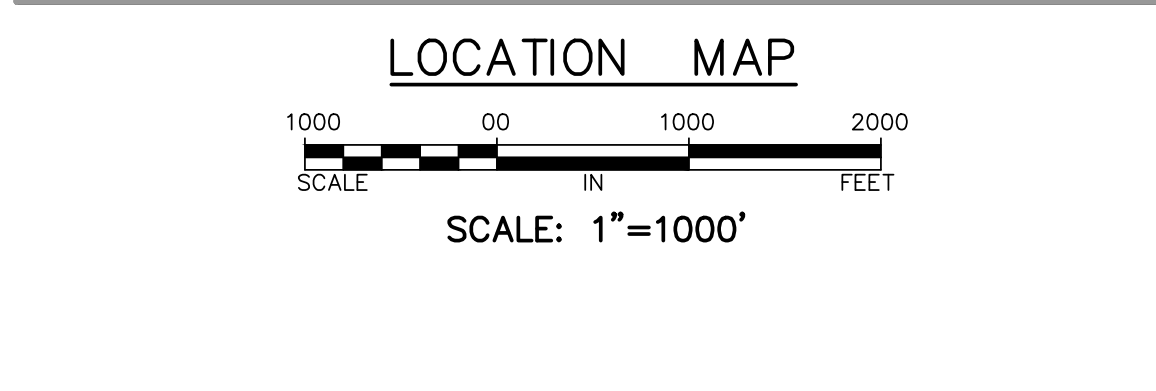 LOCATION MAP
1000 00 1000 2000
SCALE IN FEET
SCALE: 1"=1000'